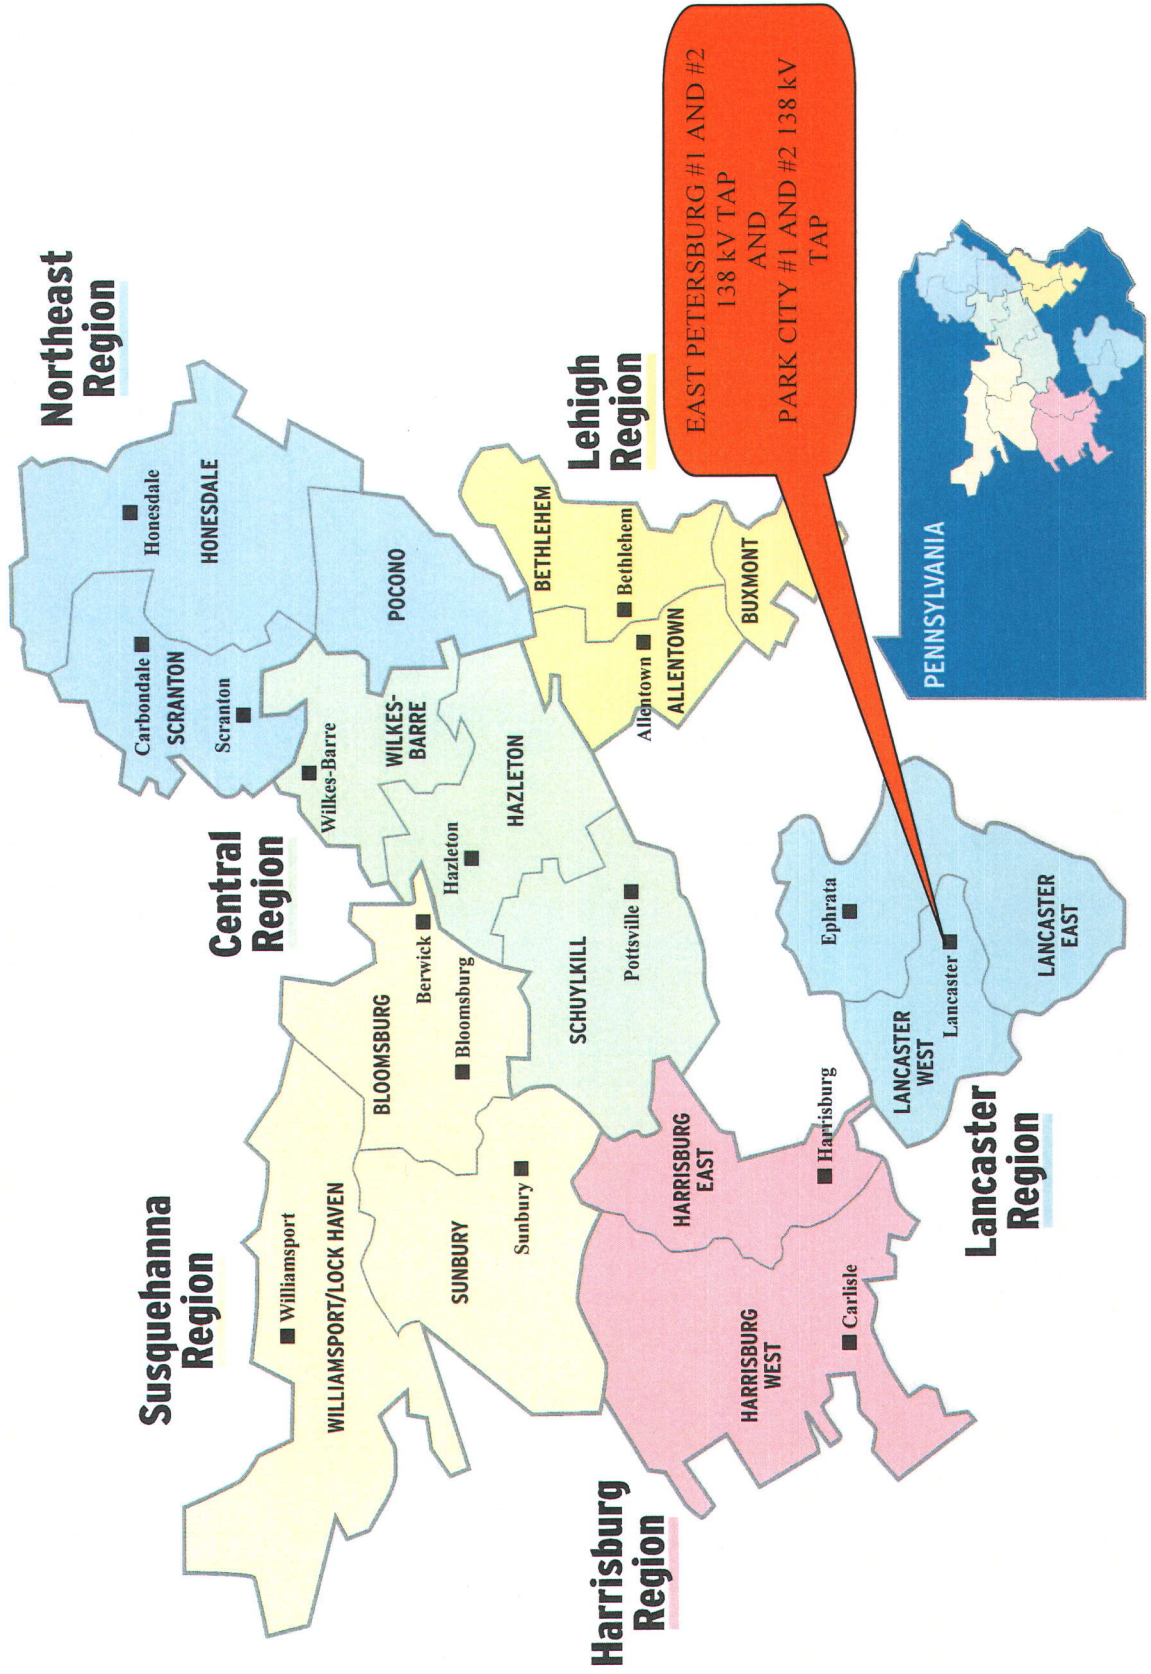 Northeast
Region
Honesdale
HONESDALE
Carbondale
SCRANTON
Scranton
POCONO
Central
Region
Wilkes-Barre
WILKES-
BARRE
Hazleton
HAZLETON
SCHUYLKILL
Pottsville
Susquehanna
Region
Williamsport
WILLIAMSPORT/LOCK HAVEN
BLOOMSBURG
Berwick
Bloomsburg
SUNBURY
Sunbury
Lehigh
Region
BETHLEHEM
Bethlehem
Allentown
ALLENTOWN
BUXMONT
Harrisburg
Region
HARRISBURG
EAST
Harrisburg
HARRISBURG
WEST
Carlisle
Lancaster
Region
Ephrata
LANCASTER
WEST
Lancaster
LANCASTER
EAST
EAST PETERSBURG #1 AND #2
138 kV TAP
AND
PARK CITY #1 AND #2 138 kV
TAP
PENNSYLVANIA